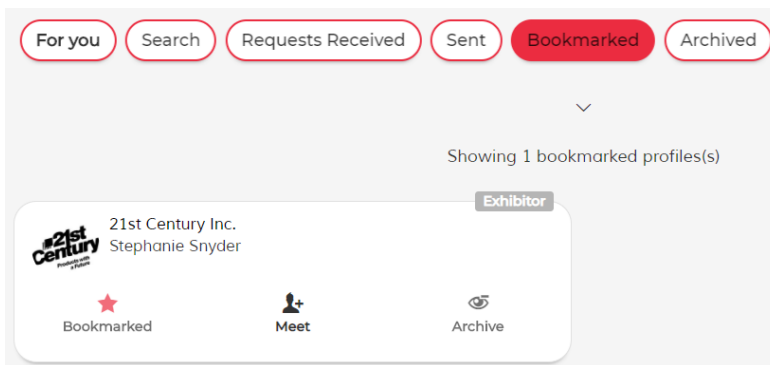 For you Search Requests Received Sent Bookmarked Archived
Showing 1 bookmarked profiles(s)
Exhibitor
21st Century Inc.
Stephanie Snyder
21st
Century
Products with
a Future
Bookmarked Meet Archive